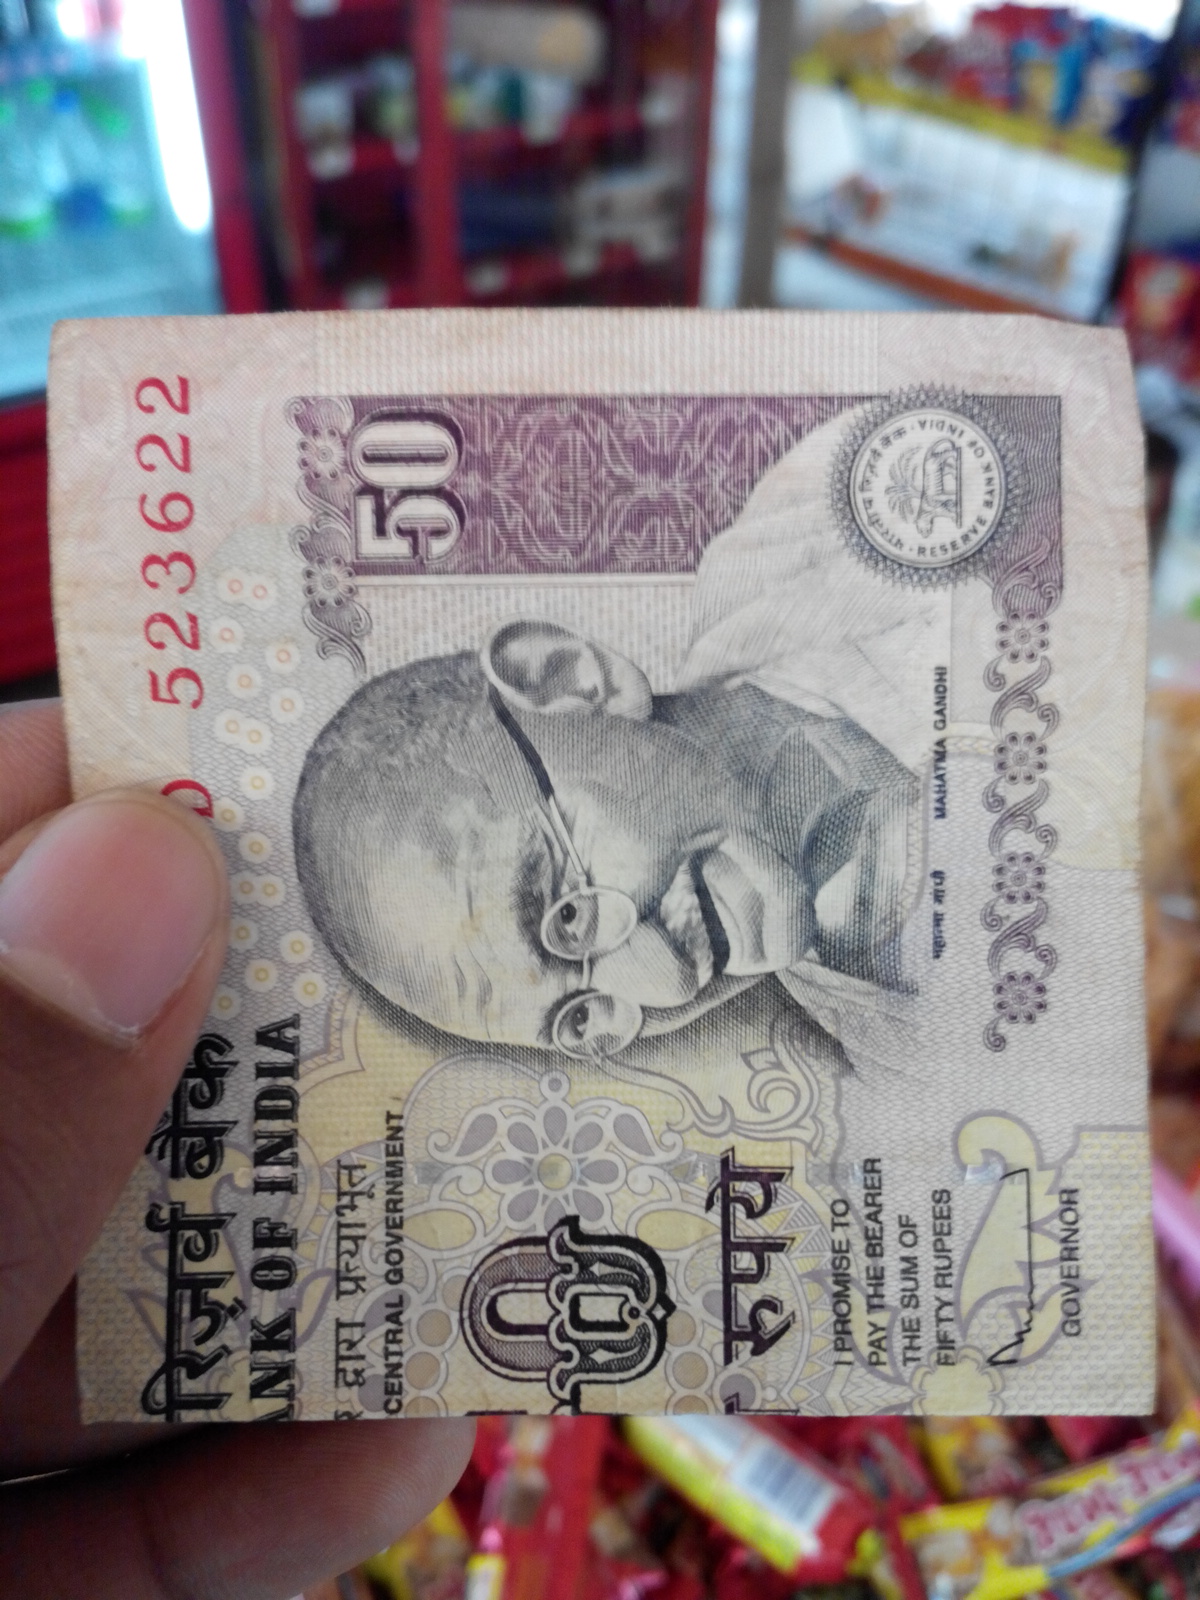 523622
रिज़र्व बैंक
ANK OF INDIA
द्वारा प्रत्याभूत
CENTRAL GOVERNMENT
50
रुपये
I PROMISE TO
PAY THE BEARER
THE SUM OF
FIFTY RUPEES
GOVERNOR
महात्मा गांधी MAHATMA GANDHI
RESERVE BANK OF INDIA